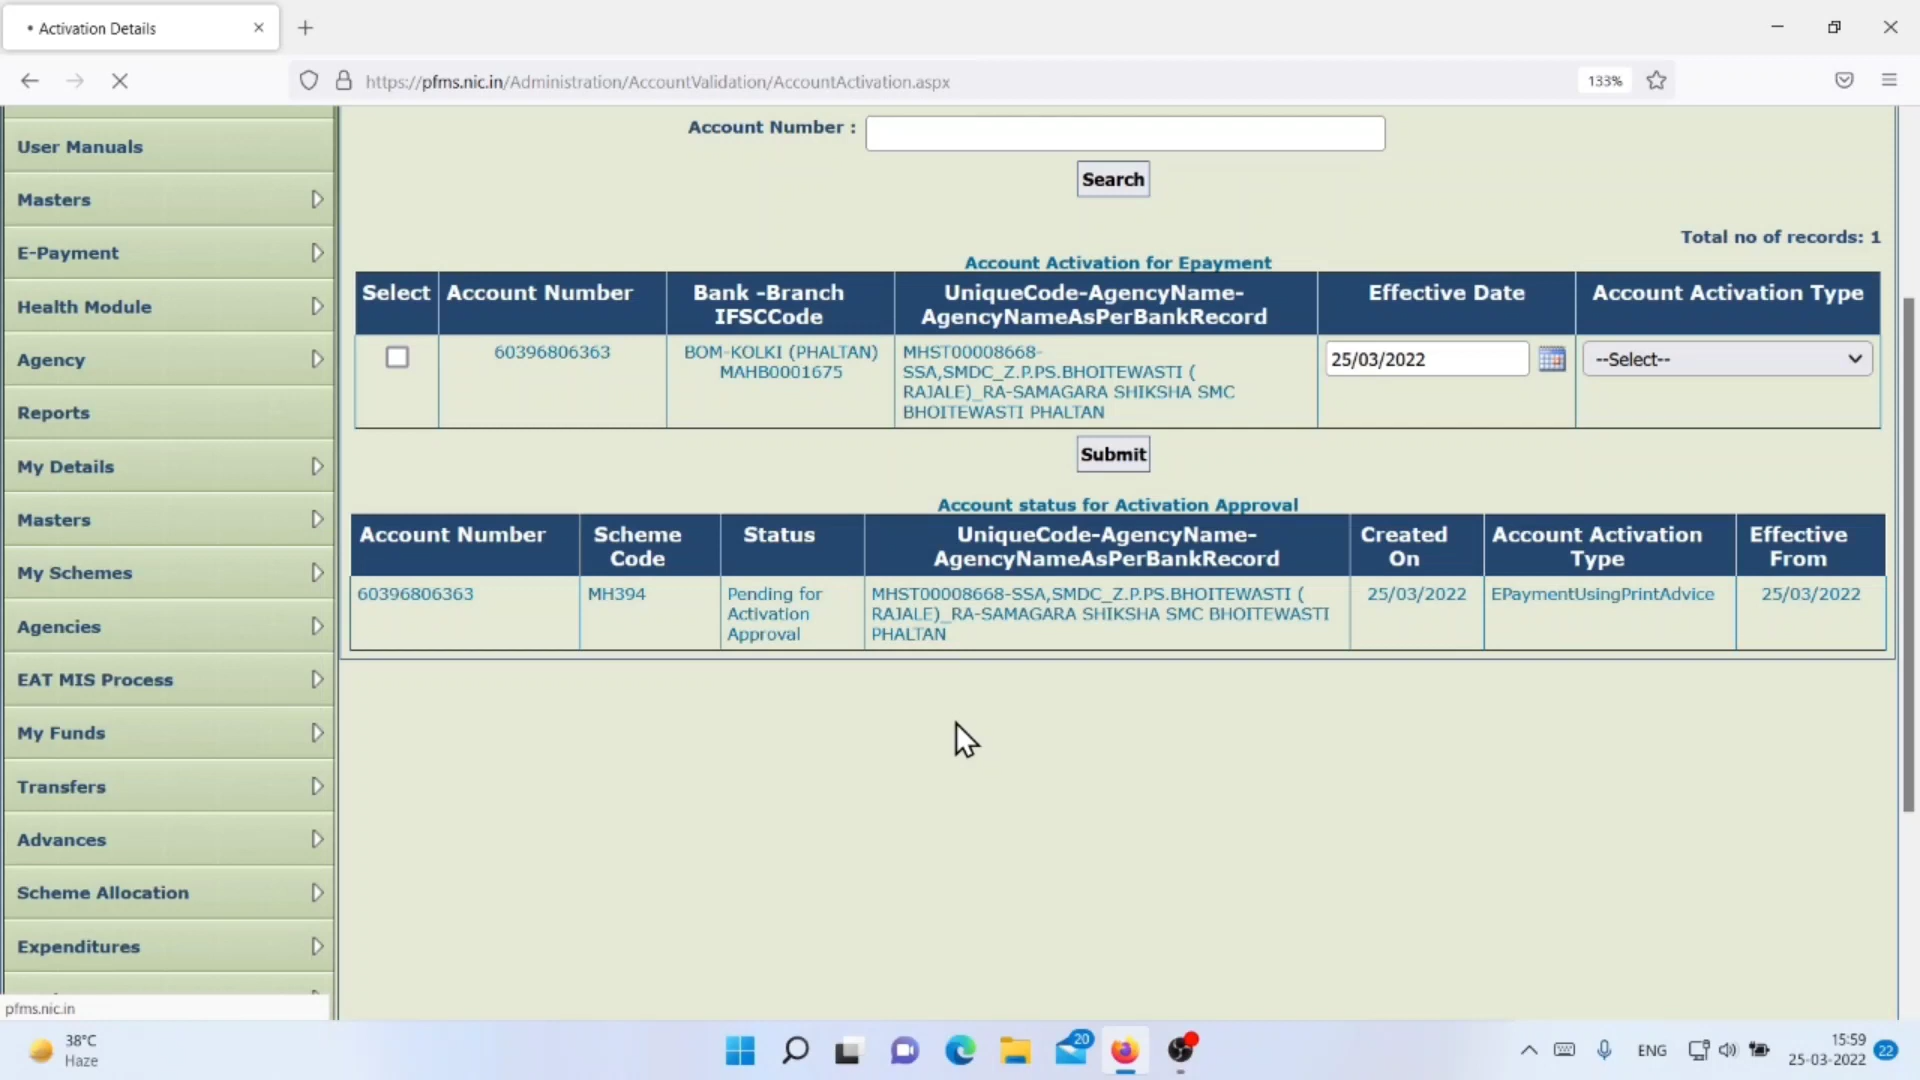 • Activation Details
https://pfms.nic.in/Administration/AccountValidation/AccountActivation.aspx
133%
User Manuals
Masters
E-Payment
Health Module
Agency
Reports
My Details
Masters
My Schemes
Agencies
EAT MIS Process
My Funds
Transfers
Advances
Scheme Allocation
Expenditures
pfms.nic.in
Account Number :
Search
Total no of records: 1
Account Activation for Epayment
Select Account Number Bank -Branch IFSCCode UniqueCode-AgencyName-AgencyNameAsPerBankRecord Effective Date Account Activation Type
60396806363
BOM-KOLKI (PHALTAN)
MAHB0001675
MHST00008668-
SSA,SMDC_Z.P.PS.BHOITEWASTI (
RAJALE)_RA-SAMAGARA SHIKSHA SMC
BHOITEWASTI PHALTAN
25/03/2022
--Select--
Submit
Account status for Activation Approval
Account Number Scheme Code Status UniqueCode-AgencyName-AgencyNameAsPerBankRecord Created On Account Activation Type Effective From
60396806363
MH394
Pending for
Activation
Approval
MHST00008668-SSA,SMDC_Z.P.PS.BHOITEWASTI (
RAJALE)_RA-SAMAGARA SHIKSHA SMC BHOITEWASTI
PHALTAN
25/03/2022
EPaymentUsingPrintAdvice
25/03/2022
38°C
Haze
20
ENG
15:59
25-03-2022
22